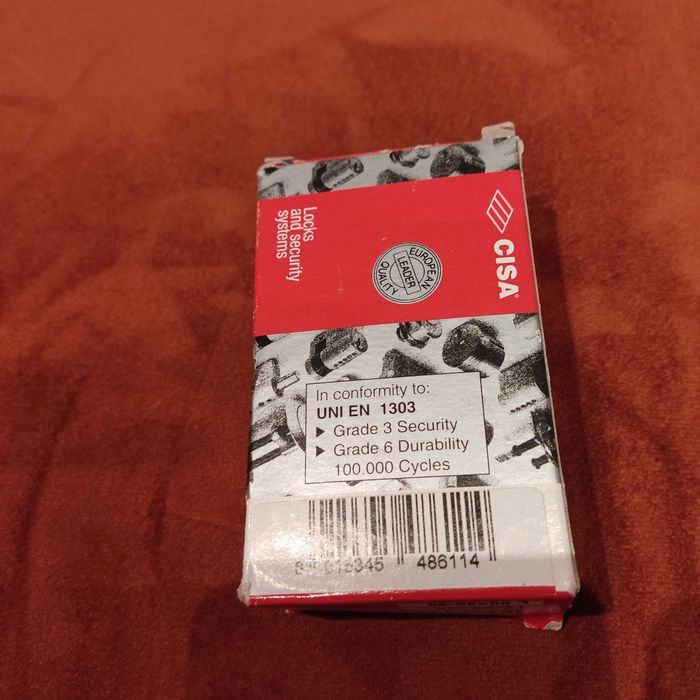 CISA®
Locks
and security
systems
EUROPEAN
LEADER
QUALITY
In conformity to:
UNI EN 1303
▶ Grade 3 Security
▶ Grade 6 Durability
100.000 Cycles
486114